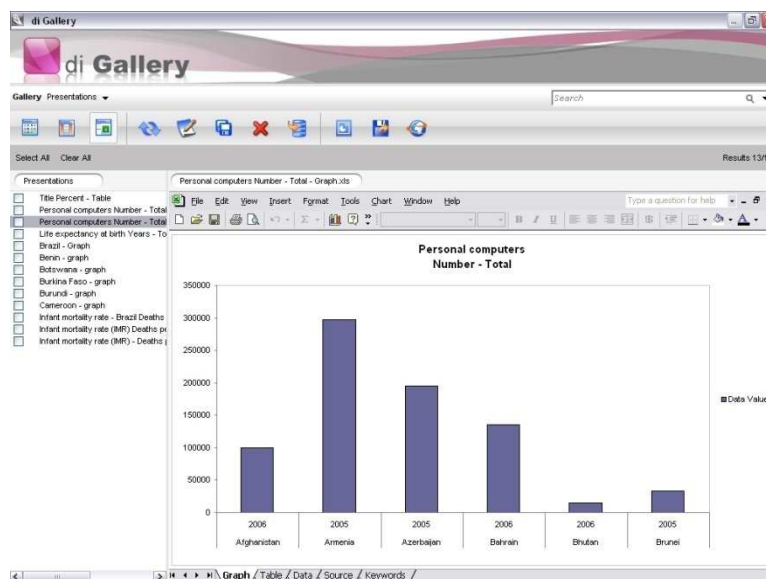 di Gallery
di Gallery
Gallery Presentations
Search
Select All Clear All
Results 13/1
Presentations
Personal computers Number - Total - Graph.xls
Title Percent - Table
Personal computers Number - Total
Personal computers Number - Total
Life expectancy at birth Years - To
Brazil - Graph
Benin - graph
Botswana - graph
Burkina Faso - graph
Burundi - graph
Cameroon - graph
Infant mortality rate - Brazil Deaths
Infant mortality rate (IMR) Deaths pe
Infant mortality rate (IMR) - Deaths p
File Edit View Insert Format Tools Chart Window Help
Type a question for help
B I U
Personal computers
Number - Total
350000
300000
250000
200000
150000
100000
50000
0
Data Value
2006 2005 2005 2006 2006 2005
Afghanistan Armenia Azerbaijan Bahrain Bhutan Brunei
Graph / Table / Data / Source / Keywords /